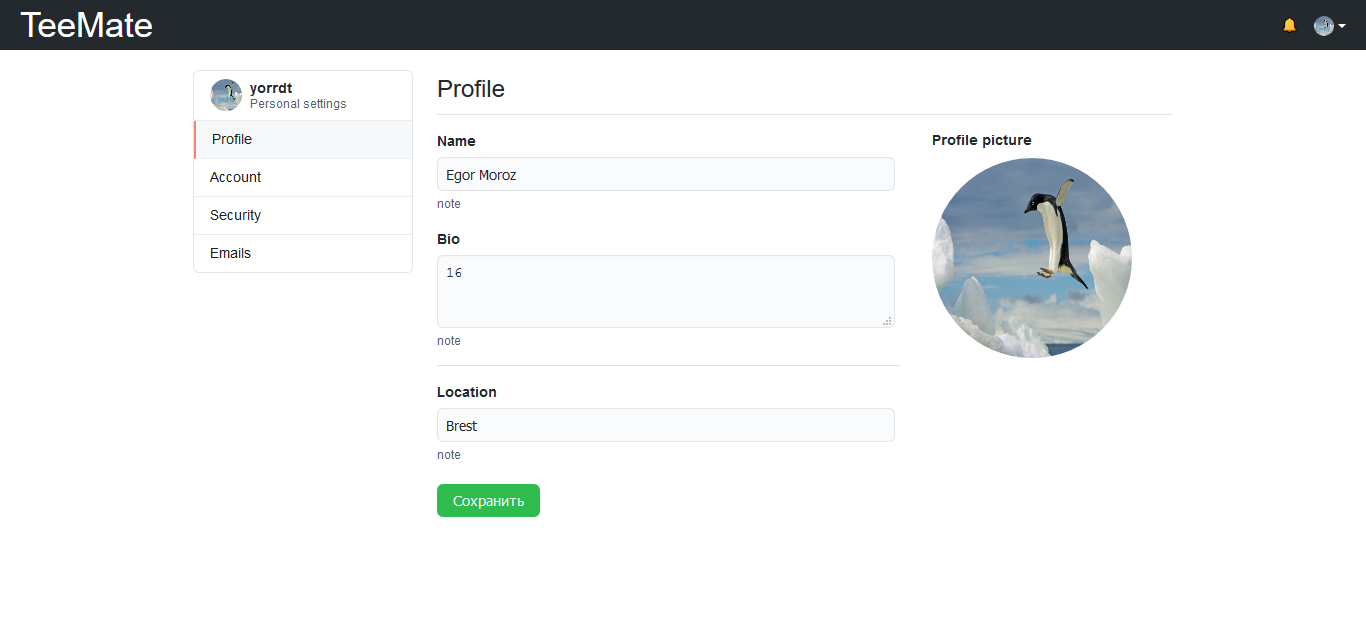 TeeMate
yorrdt
Personal settings
Profile
Account
Security
Emails
Profile
Name
Egor Moroz
note
Bio
16
note
Location
Brest
note
Сохранить
Profile picture